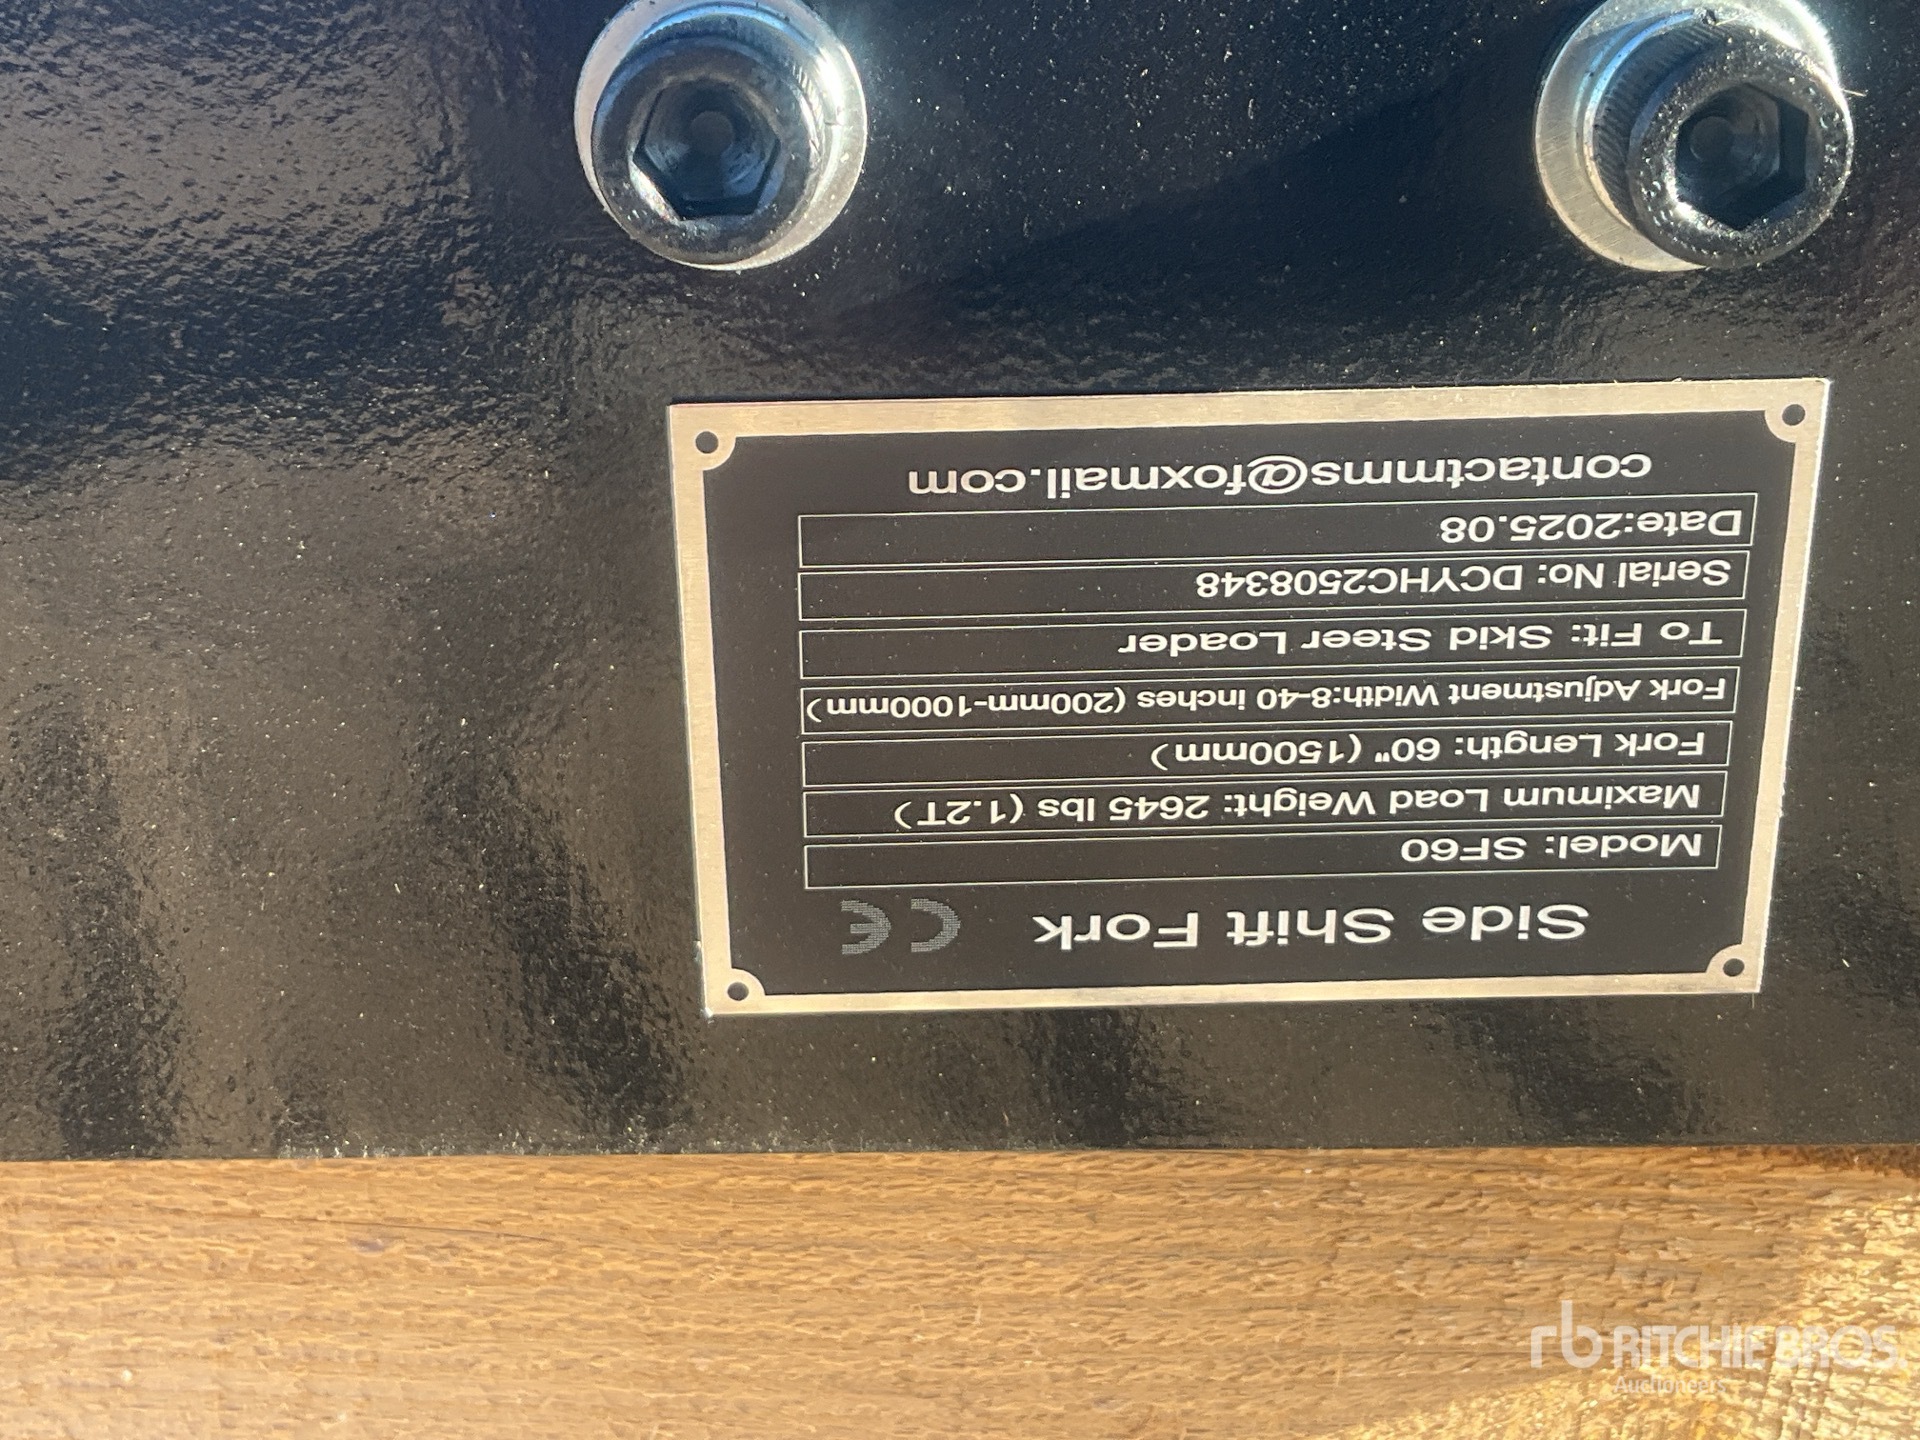 Side Shift Fork CE
Model: SF60
Maximum Load Weight: 2645 lbs (1.2T)
Fork Length: 60" (1500mm)
Fork Adjustment Width:8-40 inches (200mm-1000mm)
To Fit: Skid Steer Loader
Serial No: DCYHC2508348
Date:2025.08
contactmms@foxmail.com
rb RITCHIE BROS.
Auctioneers